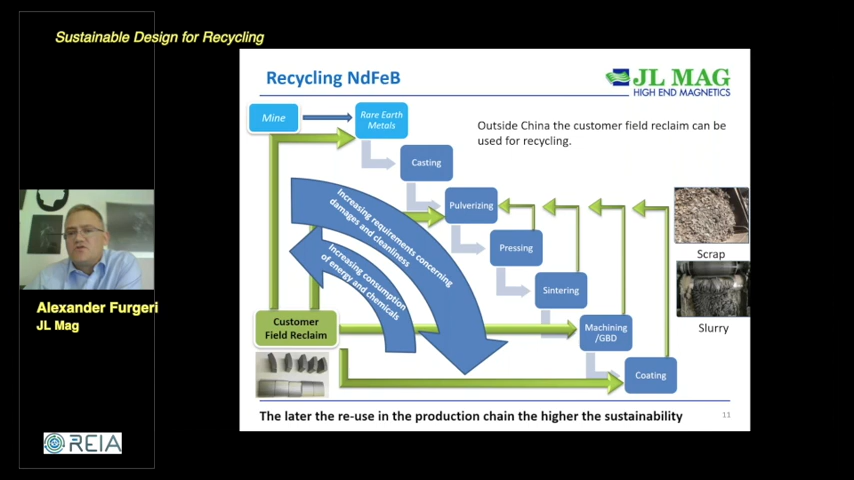 Sustainable Design for Recycling
Recycling NdFeB
JL MAG
HIGH END MAGNETICS
Mine
Rare Earth
Metals
Outside China the customer field reclaim can be
used for recycling.
Casting
Pulverizing
Increasing requirements concerning
damages and cleanliness
Pressing
Increasing consumption
of energy and chemicals
Scrap
Sintering
Alexander Furgeri
JL Mag
Customer
Field Reclaim
Machining
/GBD
Slurry
Coating
The later the re-use in the production chain the higher the sustainability
11
REIA